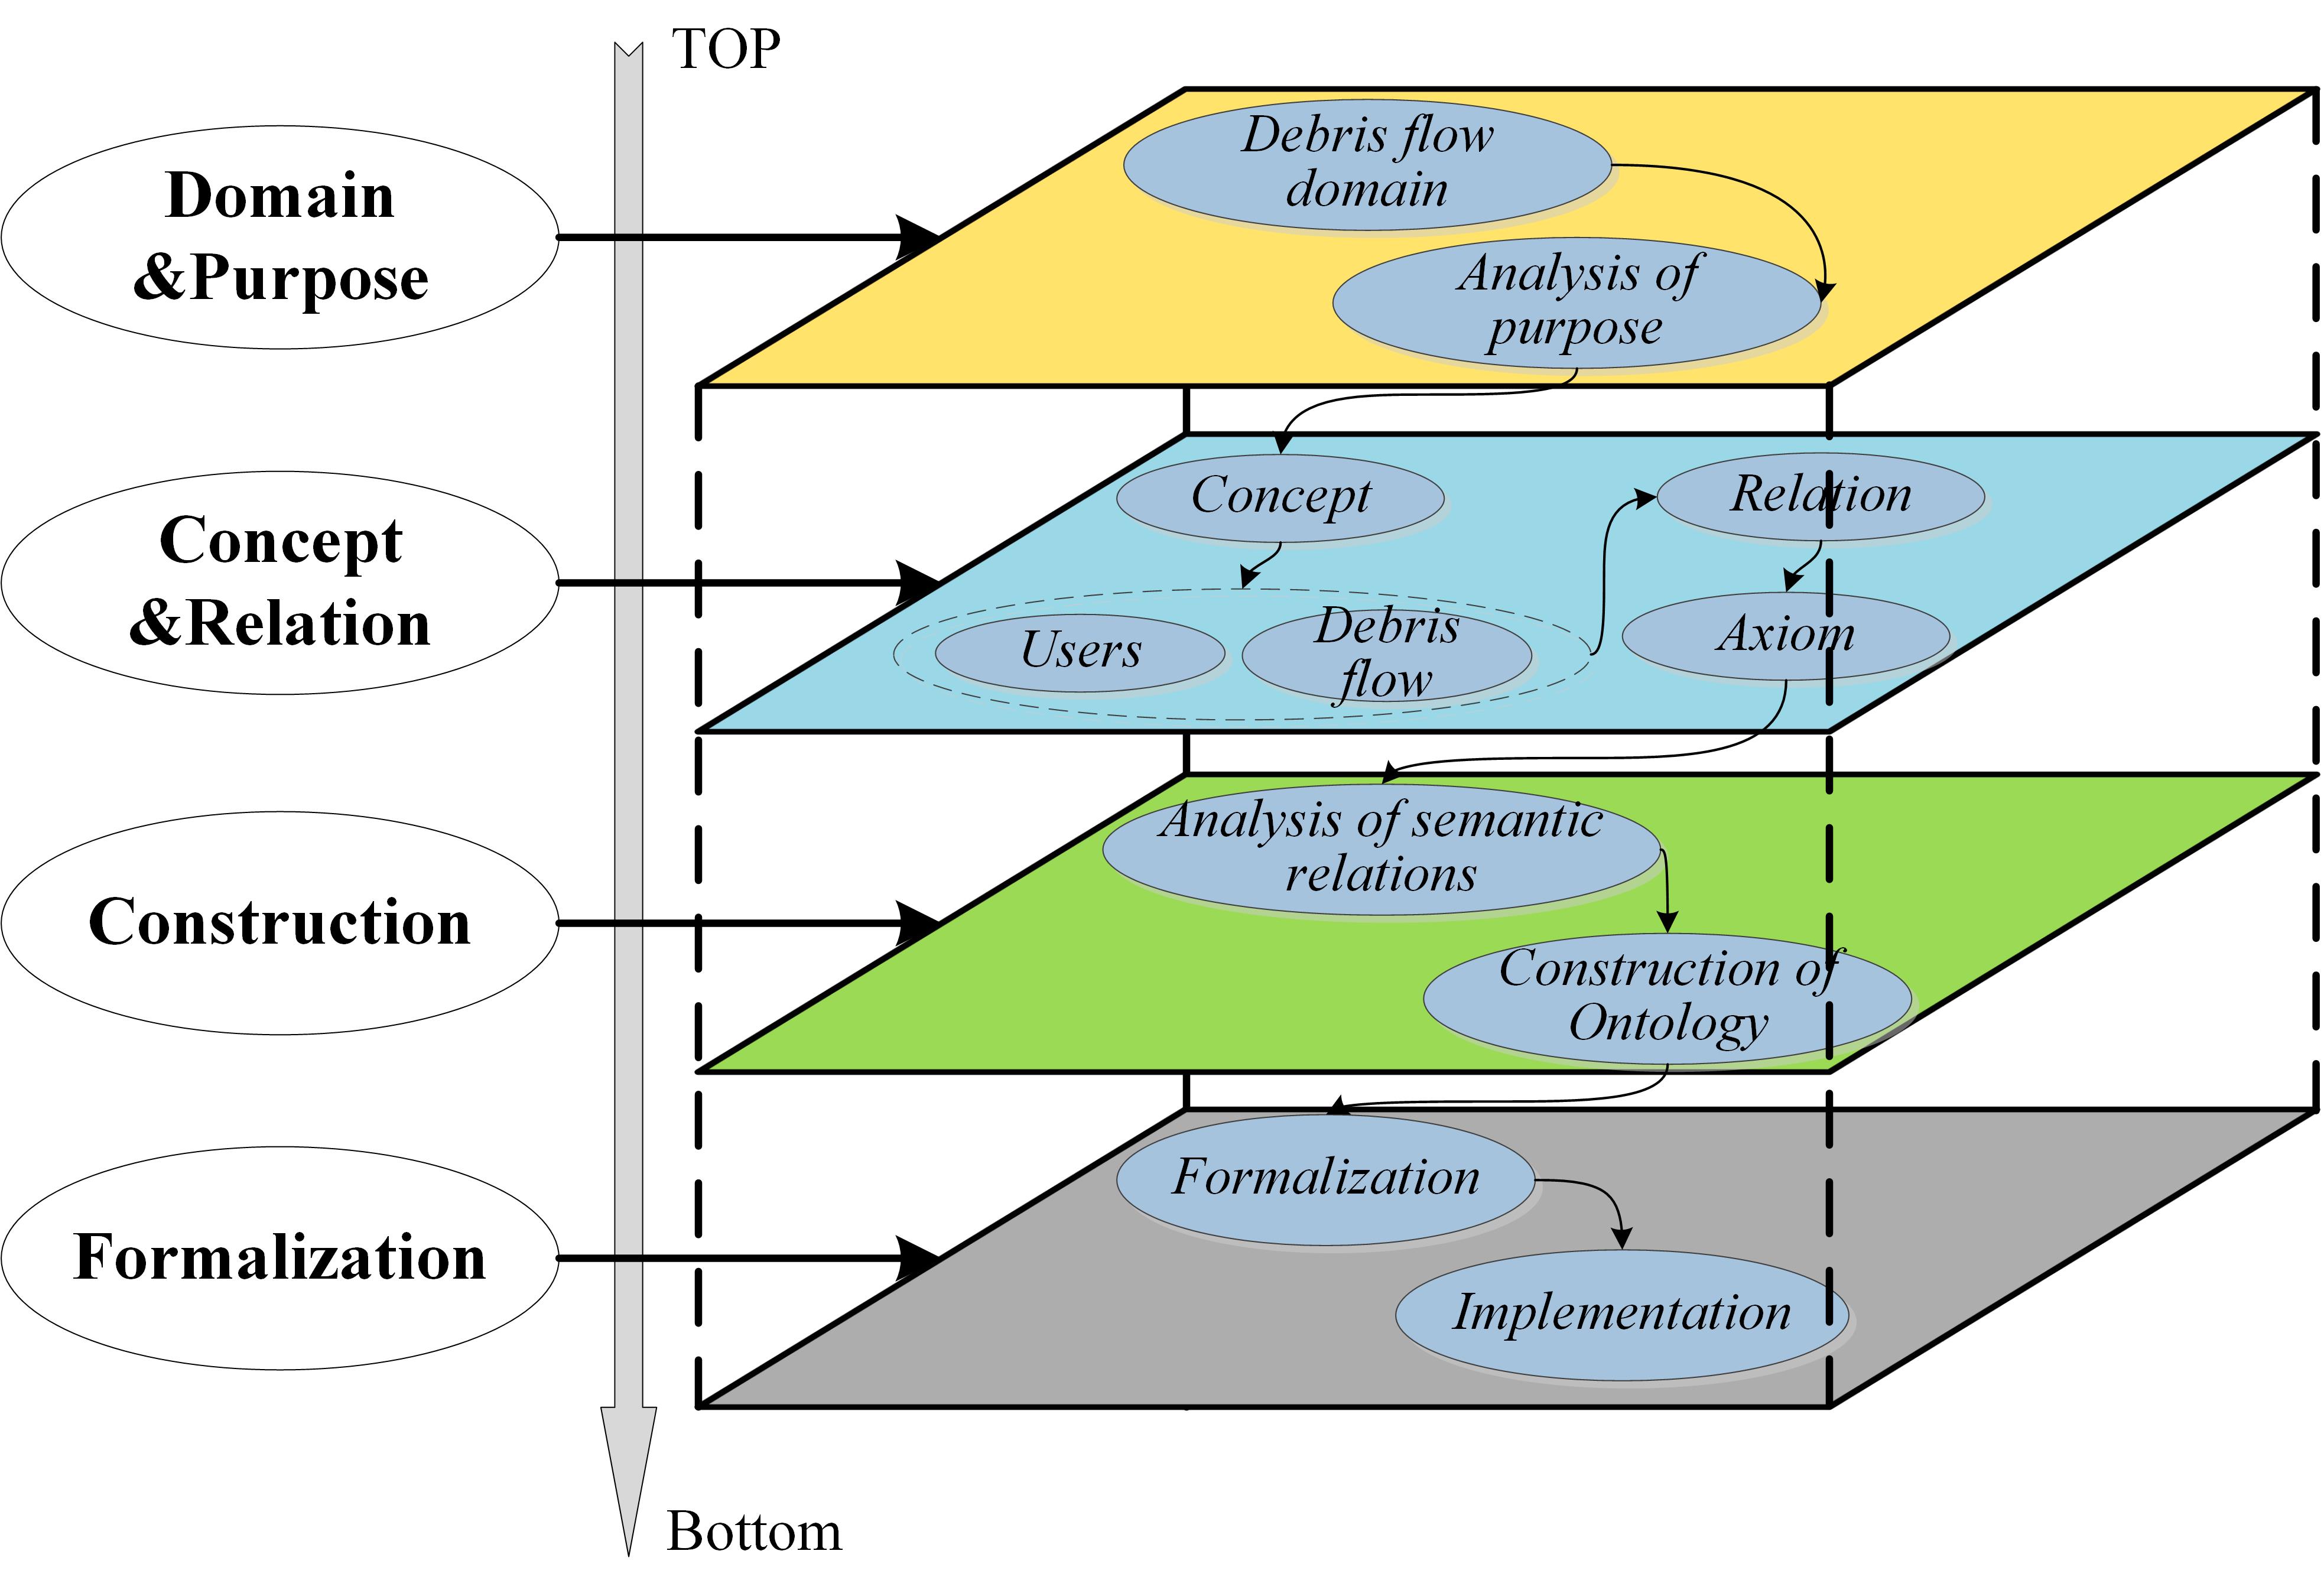 TOP
Domain
&Purpose
Debris flow
domain
Analysis of
purpose
Concept
&Relation
Concept
Relation
Users
Debris
flow
Axiom
Construction
Analysis of semantic
relations
Construction of
Ontology
Formalization
Formalization
Implementation
Bottom